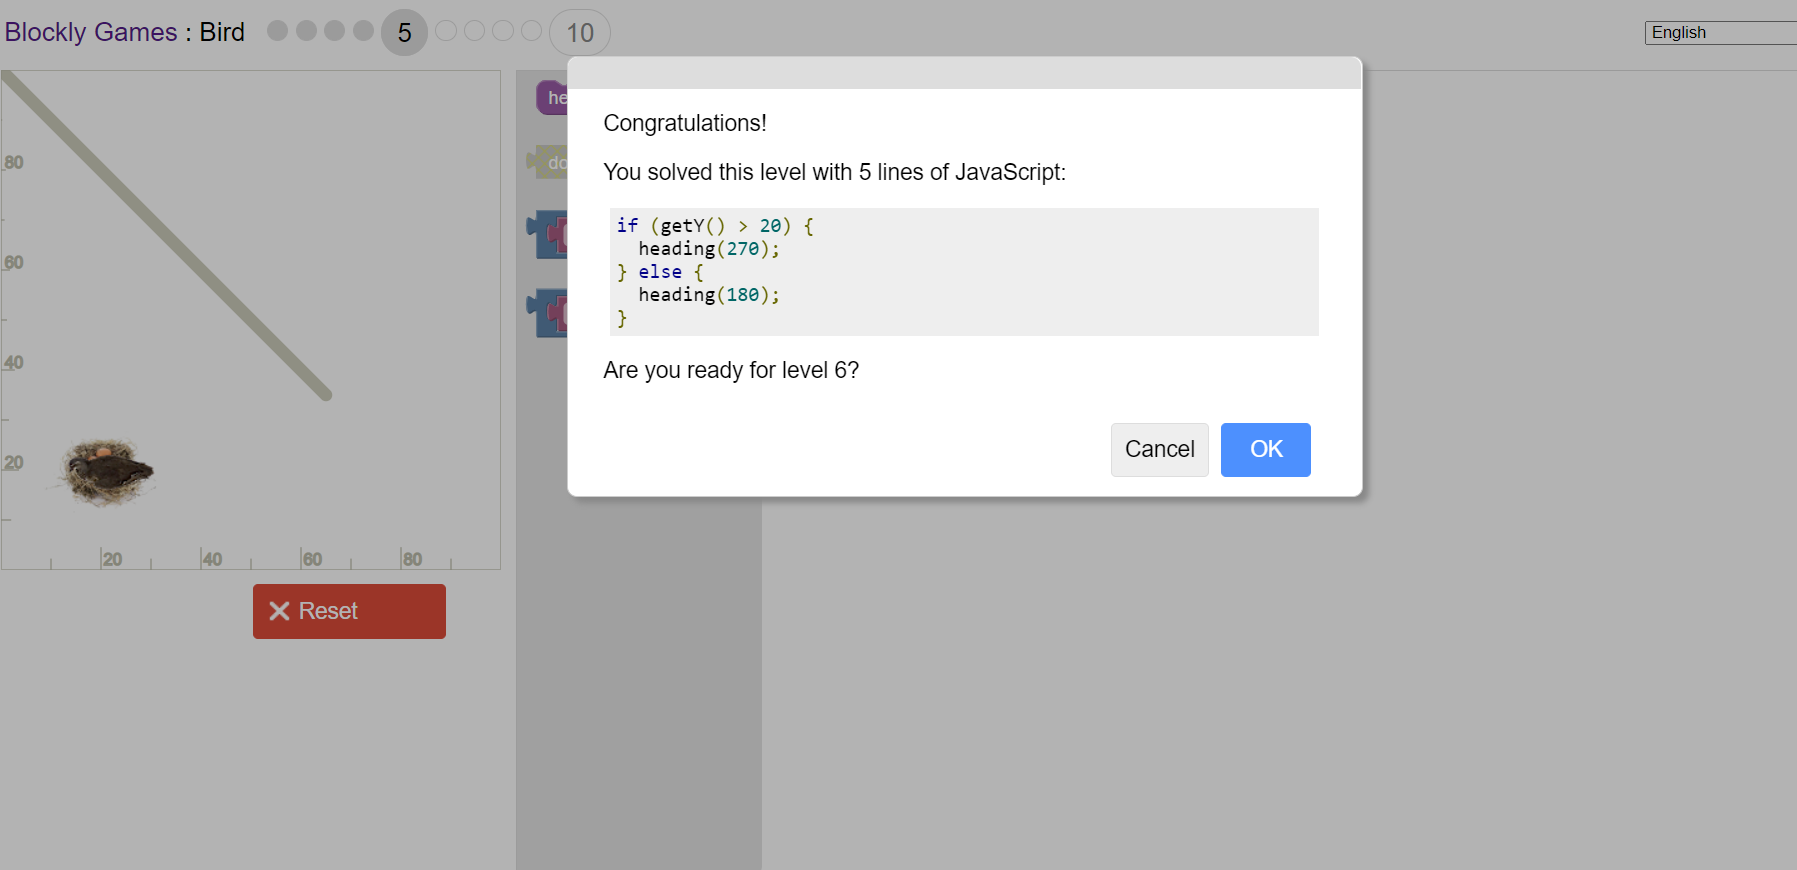 Blockly Games : Bird 5 10
English
he
do
80
60
40
20
20 40 60 80
Reset
Congratulations!
You solved this level with 5 lines of JavaScript:
if (getY() > 20) {
  heading(270);
} else {
  heading(180);
}
Are you ready for level 6?
Cancel OK